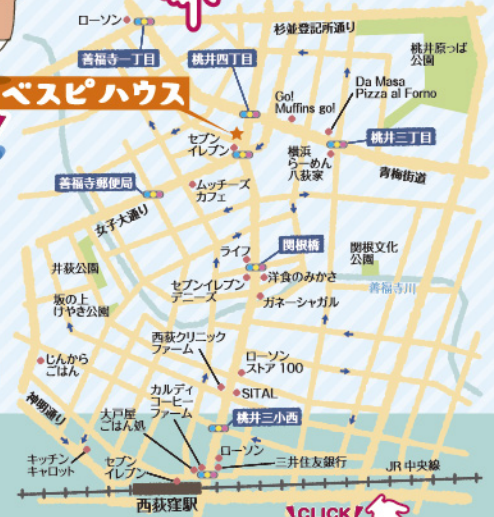 ローソン
杉並登記所通り
善福寺一丁目
桃井四丁目
桃井原っぱ
公園
Da Masa
Pizza al Forno
ベスピハウス
Go!
Muffins go!
セブン
イレブン
横浜
らーめん
八荻家
桃井三丁目
青梅街道
善福寺郵便局
ムッチーズ
カフェ
女子大通り
ライフ
関根橋
関根文化
公園
井荻公園
セブンイレブン
デニーズ
洋食のみかさ
善福寺川
坂の上
けやき公園
ガネーシャガル
西荻クリニック
ファーム
じんから
ごはん
ローソン
ストア 100
カルディ
コーヒー
ファーム
SITAL
神明通り
大戸屋
ごはん処
桃井三小西
キッチン
キャロット
セブン
イレブン
ローソン
三井住友銀行
JR 中央線
西荻窪駅
CLICK!